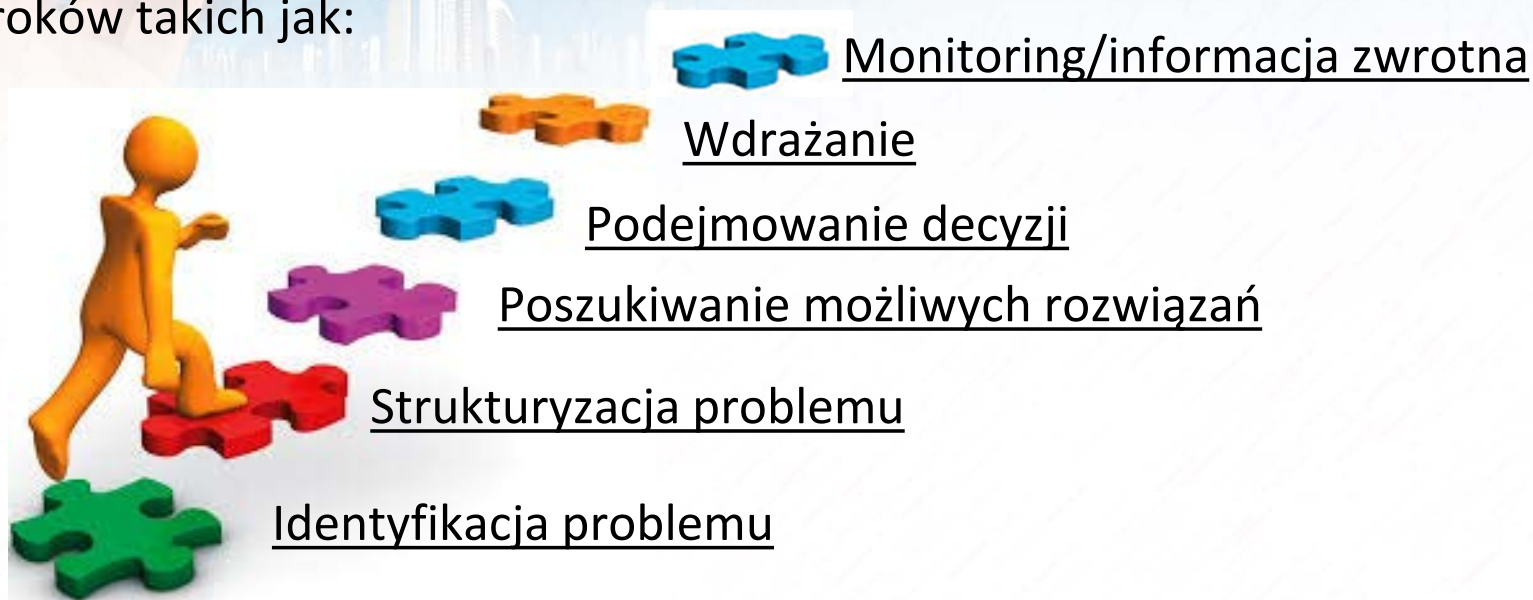 roków takich jak:
Monitoring/informacja zwrotna
Wdrażanie
Podejmowanie decyzji
Poszukiwanie możliwych rozwiązań
Strukturyzacja problemu
Identyfikacja problemu